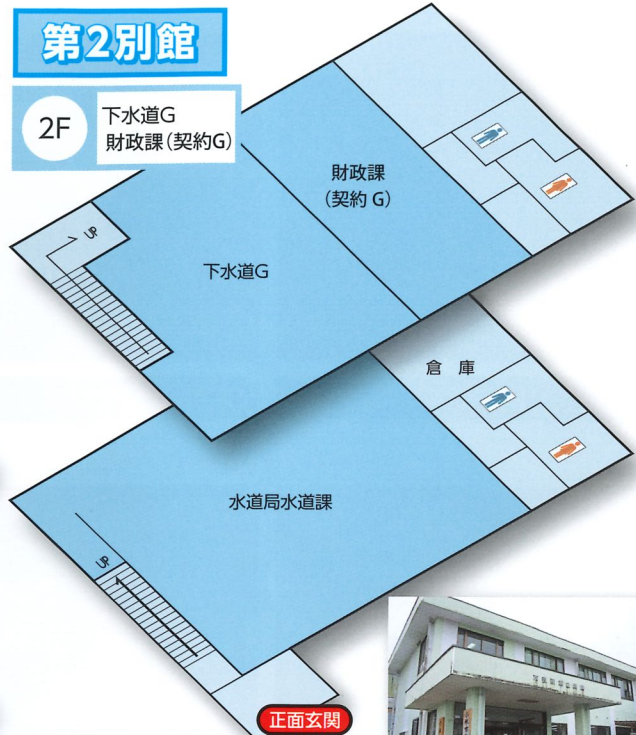 第2別館
2F
下水道G
財政課(契約G)
財政課
(契約 G)
UP
下水道G
倉 庫
水道局水道課
UP
正面玄関